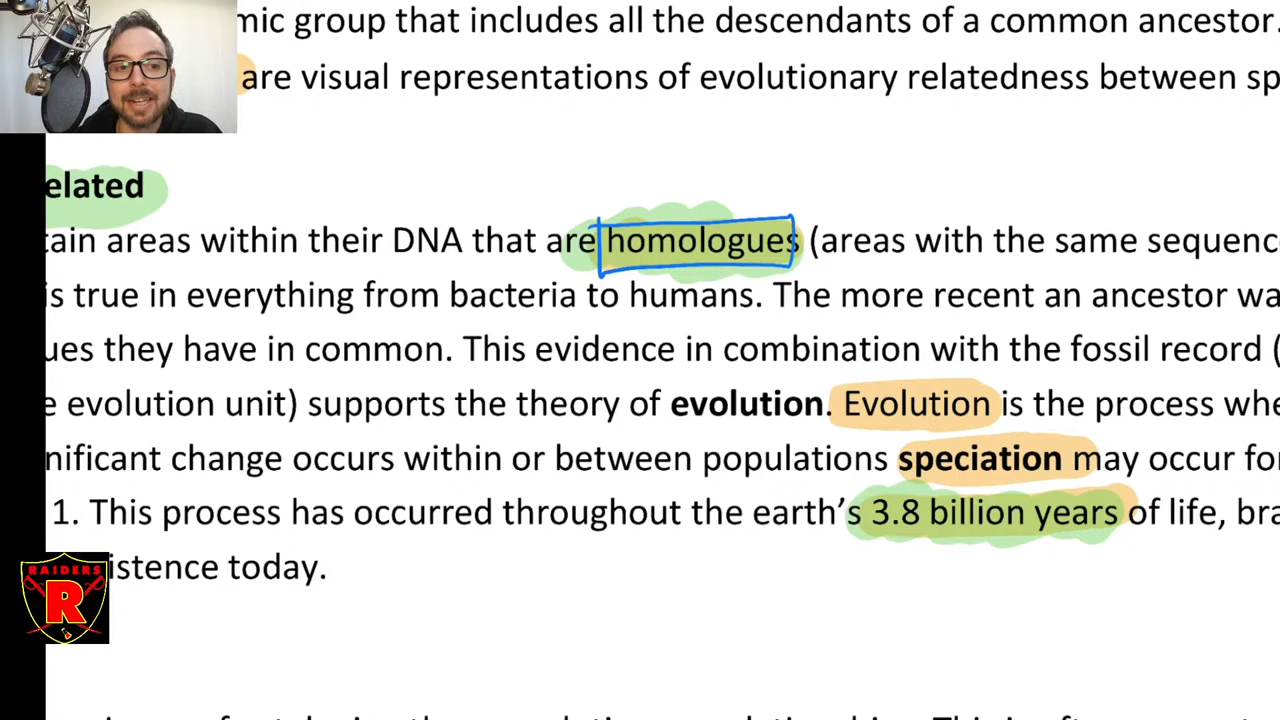 mic group that includes all the descendants of a common ancestor.
are visual representations of evolutionary relatedness between sp
elated
tain areas within their DNA that are homologues (areas with the same sequenc
is true in everything from bacteria to humans. The more recent an ancestor wa
ues they have in common. This evidence in combination with the fossil record (
e evolution unit) supports the theory of evolution. Evolution is the process whe
nificant change occurs within or between populations speciation may occur for
1. This process has occurred throughout the earth's 3.8 billion years of life, bra
istence today.
RAIDERS
R